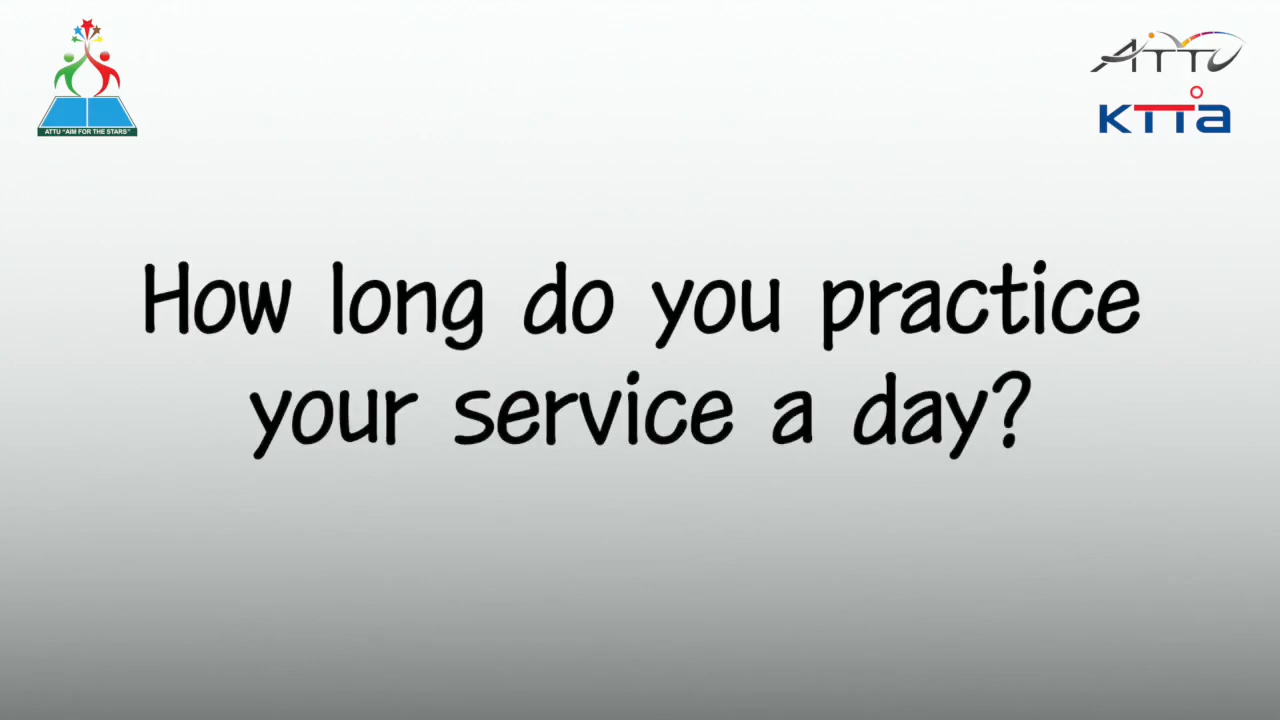 ATTU "AIM FOR THE STARS"
ATTU
KTTa
How long do you practice
your service a day?